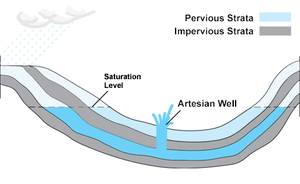 Pervious Strata
Impervious Strata
Saturation
Level
Artesian Well